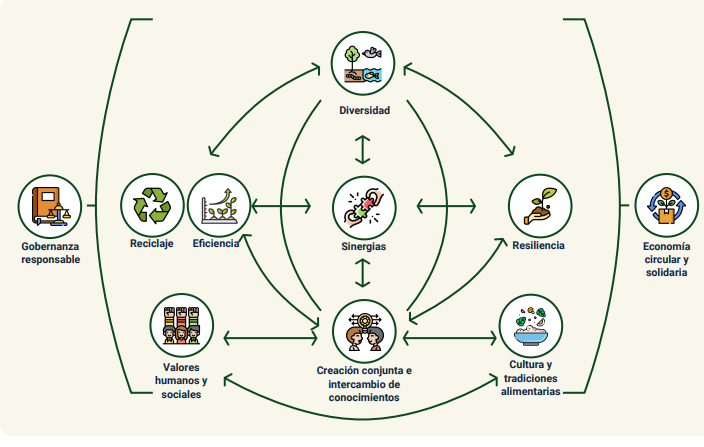 Diversidad
Gobernanza
responsable
Reciclaje
Eficiencia
Sinergias
Resiliencia
Economía
circular y
solidaria
Valores
humanos y
sociales
Creación conjunta e
intercambio de
conocimientos
Cultura y
tradiciones
alimentarias